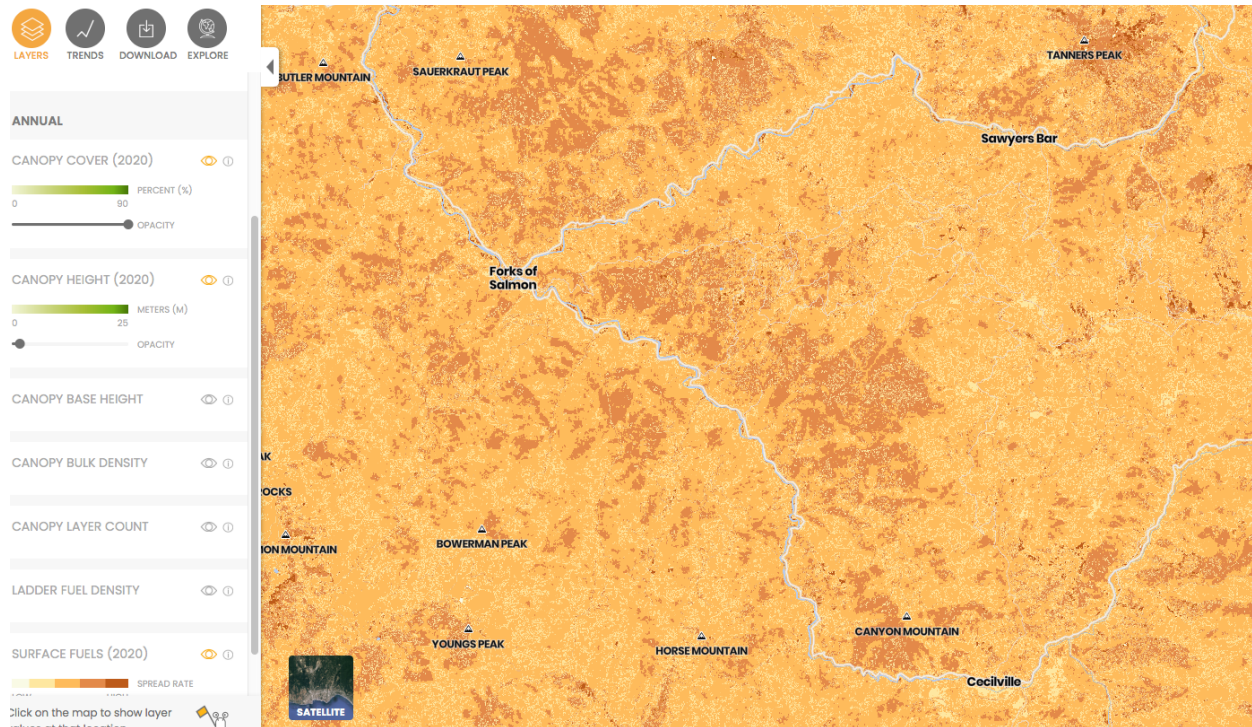 LAYERS
TRENDS
DOWNLOAD
EXPLORE
ANNUAL
CANOPY COVER (2020)
PERCENT (%)
0
90
OPACITY
CANOPY HEIGHT (2020)
METERS (M)
0
25
OPACITY
CANOPY BASE HEIGHT
CANOPY BULK DENSITY
CANOPY LAYER COUNT
LADDER FUEL DENSITY
SURFACE FUELS (2020)
SPREAD RATE
Click on the map to show layer
BUTLER MOUNTAIN
SAUERKRAUT PEAK
TANNERS PEAK
Sawyers Bar
Forks of
Salmon
AK
ROCKS
ON MOUNTAIN
BOWERMAN PEAK
YOUNGS PEAK
HORSE MOUNTAIN
CANYON MOUNTAIN
Cecilville
SATELLITE